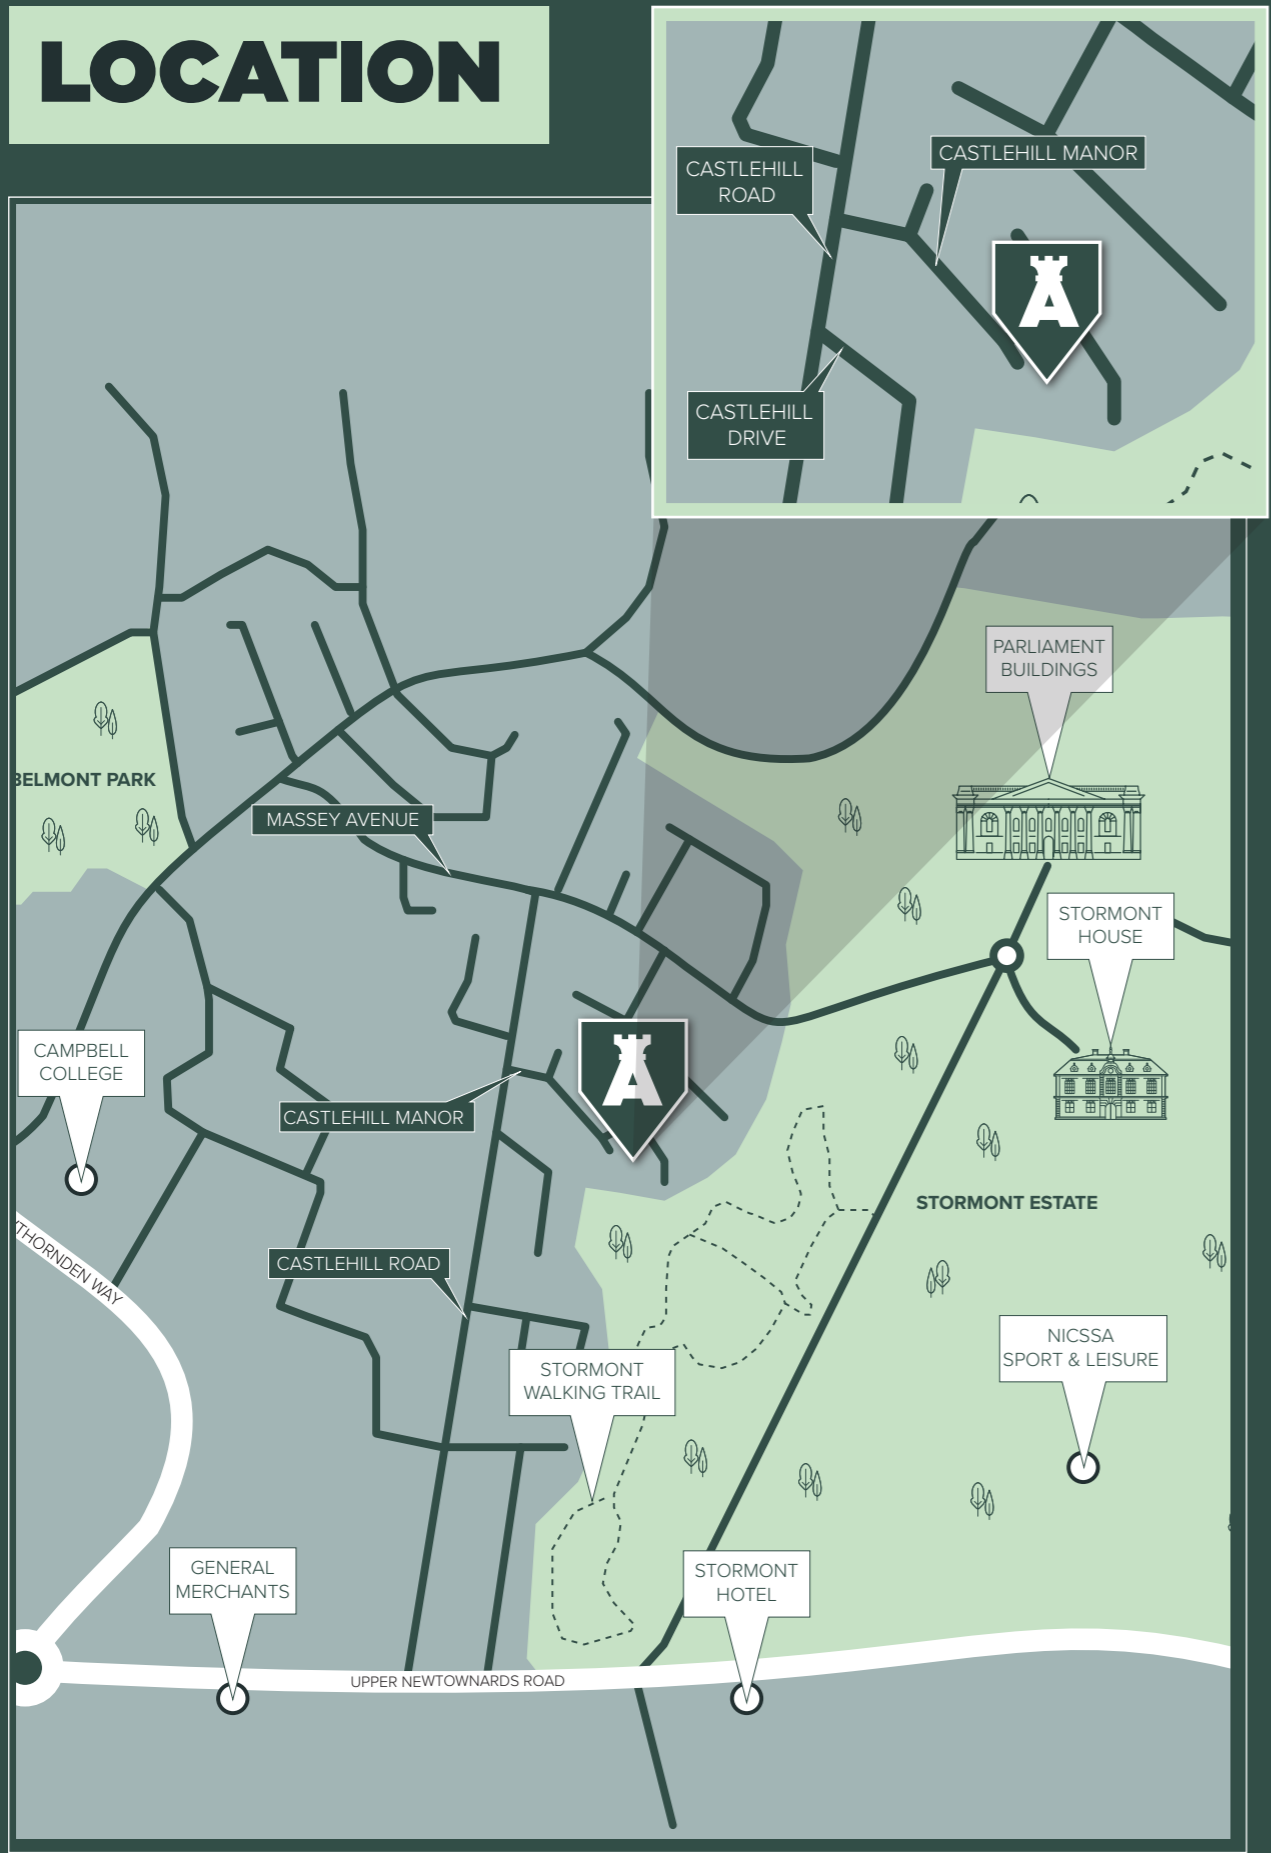 LOCATION
CASTLEHILL
ROAD
CASTLEHILL MANOR
CASTLEHILL
DRIVE
PARLIAMENT
BUILDINGS
BELMONT PARK
MASSEY AVENUE
STORMONT
HOUSE
CAMPBELL
COLLEGE
CASTLEHILL MANOR
STORMONT ESTATE
THORNDEN WAY
CASTLEHILL ROAD
NICSSA
SPORT & LEISURE
STORMONT
WALKING TRAIL
GENERAL
MERCHANTS
STORMONT
HOTEL
UPPER NEWTOWNARDS ROAD